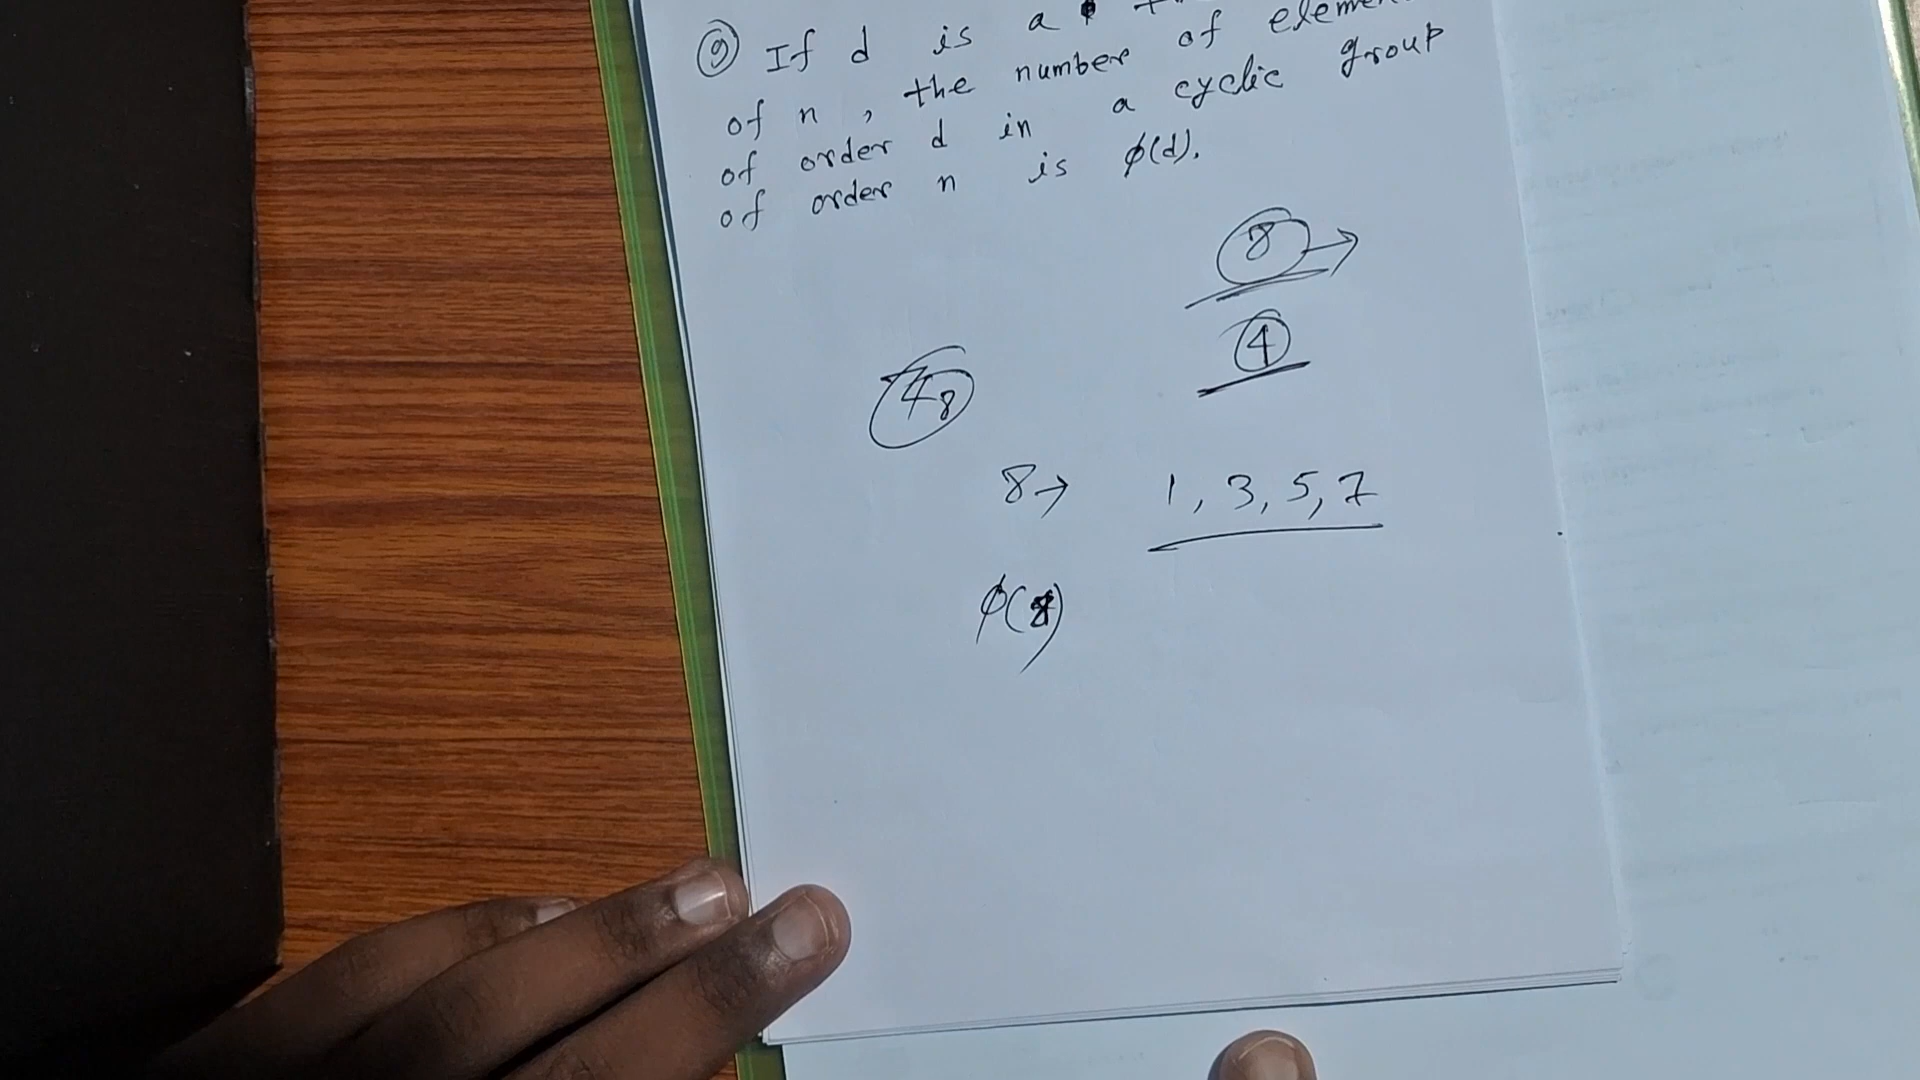 ⑨ If d is a
of n, the number of
of order d in a cyclic group
of order n is φ(d).
8 →
4
48
8 → 1, 3, 5, 7
φ(8)